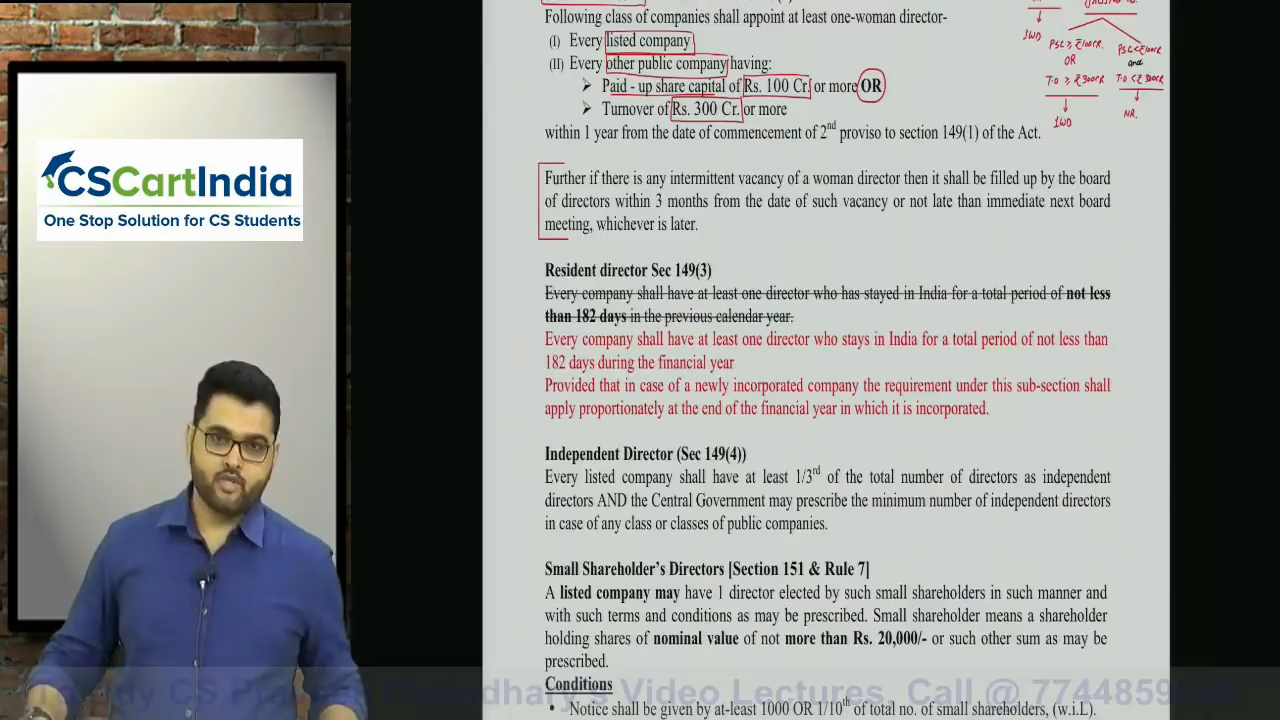 Following class of companies shall appoint at least one-woman director-
(I) Every listed company
(II) Every other public company having:
➤ Paid - up share capital of Rs. 100 Cr. or more OR
➤ Turnover of Rs. 300 Cr. or more
within 1 year from the date of commencement of 2nd proviso to section 149(1) of the Act.
1WD
PSC ≥ ₹100CR.
OR
T.O ≥ ₹300CR
1WD
PSC < ₹100CR
and
T.O < ₹300CR
NR.
CSCartIndia
One Stop Solution for CS Students
Further if there is any intermittent vacancy of a woman director then it shall be filled up by the board
of directors within 3 months from the date of such vacancy or not late than immediate next board
meeting, whichever is later.
Resident director Sec 149(3)
Every company shall have at least one director who has stayed in India for a total period of not less
than 182 days in the previous calendar year.
Every company shall have at least one director who stays in India for a total period of not less than
182 days during the financial year
Provided that in case of a newly incorporated company the requirement under this sub-section shall
apply proportionately at the end of the financial year in which it is incorporated.
Independent Director (Sec 149(4))
Every listed company shall have at least 1/3rd of the total number of directors as independent
directors AND the Central Government may prescribe the minimum number of independent directors
in case of any class or classes of public companies.
Small Shareholder's Directors [Section 151 & Rule 7]
A listed company may have 1 director elected by such small shareholders in such manner and
with such terms and conditions as may be prescribed. Small shareholder means a shareholder
holding shares of nominal value of not more than Rs. 20,000/- or such other sum as may be
prescribed.
Conditions
• Notice shall be given by at-least 1000 OR 1/10th of total no. of small shareholders, (w.i.L).
CS Video Lectures. Call @